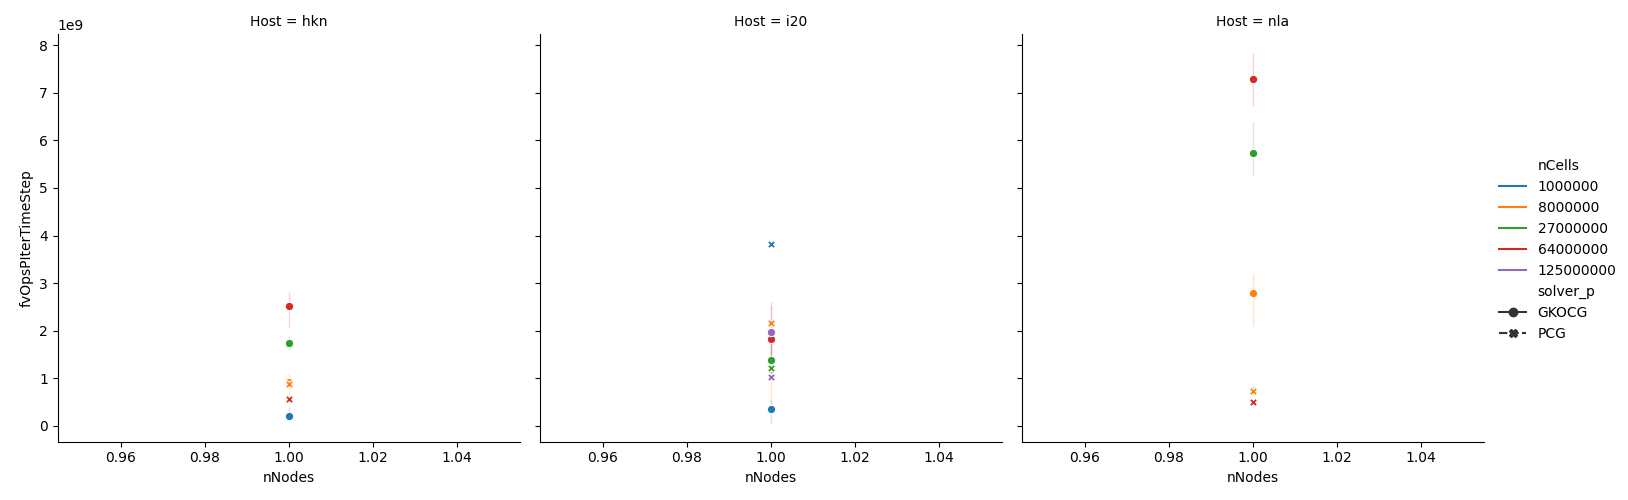 Host = hkn
Host = i20
Host = nla
1e9
8
7
6
5
4
3
2
1
0
fvOpsPIterTimeStep
0.96 0.98 1.00 1.02 1.04
nNodes
0.96 0.98 1.00 1.02 1.04
nNodes
0.96 0.98 1.00 1.02 1.04
nNodes
nCells
1000000
8000000
27000000
64000000
125000000
solver_p
GKOCG
PCG